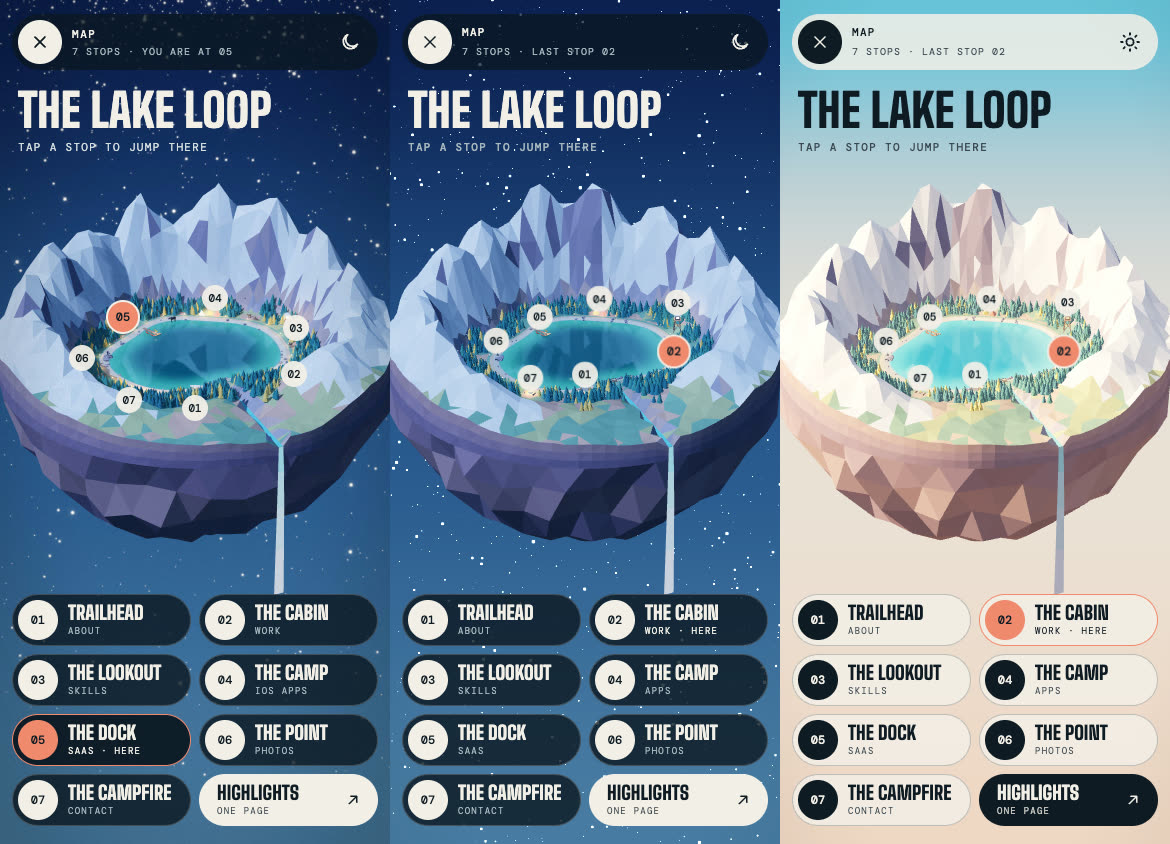 MAP
7 STOPS · YOU ARE AT 05
THE LAKE LOOP
TAP A STOP TO JUMP THERE
04
05
03
06
02
07
01
01
TRAILHEAD
ABOUT
02
THE CABIN
WORK
03
THE LOOKOUT
SKILLS
04
THE CAMP
IOS APPS
05
THE DOCK
SAAS · HERE
06
THE POINT
PHOTOS
07
THE CAMPFIRE
CONTACT
HIGHLIGHTS
ONE PAGE
MAP
7 STOPS · LAST STOP 02
THE LAKE LOOP
TAP A STOP TO JUMP THERE
04
03
05
06
02
01
07
01
TRAILHEAD
ABOUT
02
THE CABIN
WORK · HERE
03
THE LOOKOUT
SKILLS
04
THE CAMP
APPS
05
THE DOCK
SAAS
06
THE POINT
PHOTOS
07
THE CAMPFIRE
CONTACT
HIGHLIGHTS
ONE PAGE
MAP
7 STOPS · LAST STOP 02
THE LAKE LOOP
TAP A STOP TO JUMP THERE
04
03
05
06
02
01
07
01
TRAILHEAD
ABOUT
02
THE CABIN
WORK · HERE
03
THE LOOKOUT
SKILLS
04
THE CAMP
APPS
05
THE DOCK
SAAS
06
THE POINT
PHOTOS
07
THE CAMPFIRE
CONTACT
HIGHLIGHTS
ONE PAGE